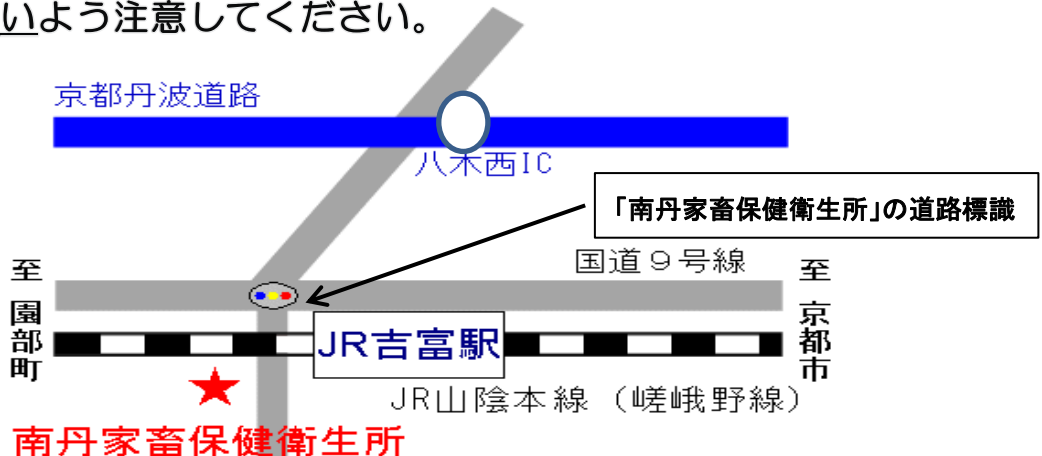 いよう注意してください。
京都丹波道路
八木西IC
「南丹家畜保健衛生所」の道路標識
国道９号線
至園部町
至京都市
JR吉富駅
JR山陰本線（嵯峨野線）
南丹家畜保健衛生所